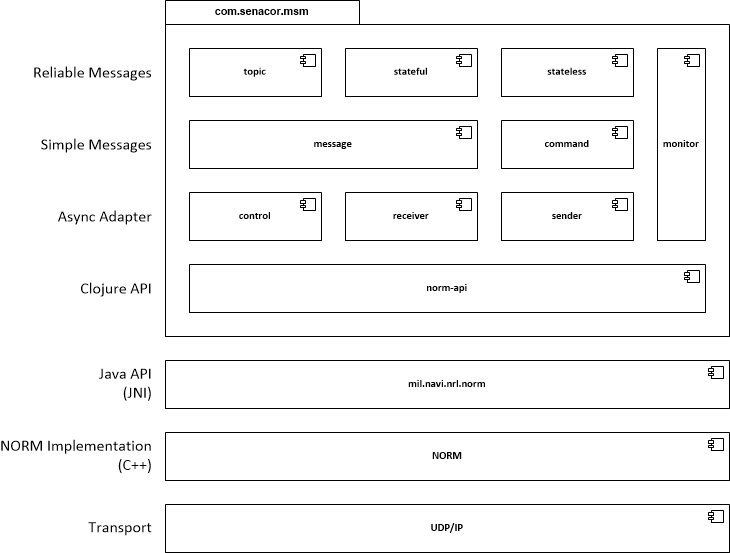 com.senacor.msm
Reliable Messages
topic
stateful
stateless
Simple Messages
message
command
monitor
Async Adapter
control
receiver
sender
Clojure API
norm-api
Java API
(JNI)
mil.navi.nrl.norm
NORM Implementation
(C++)
NORM
Transport
UDP/IP